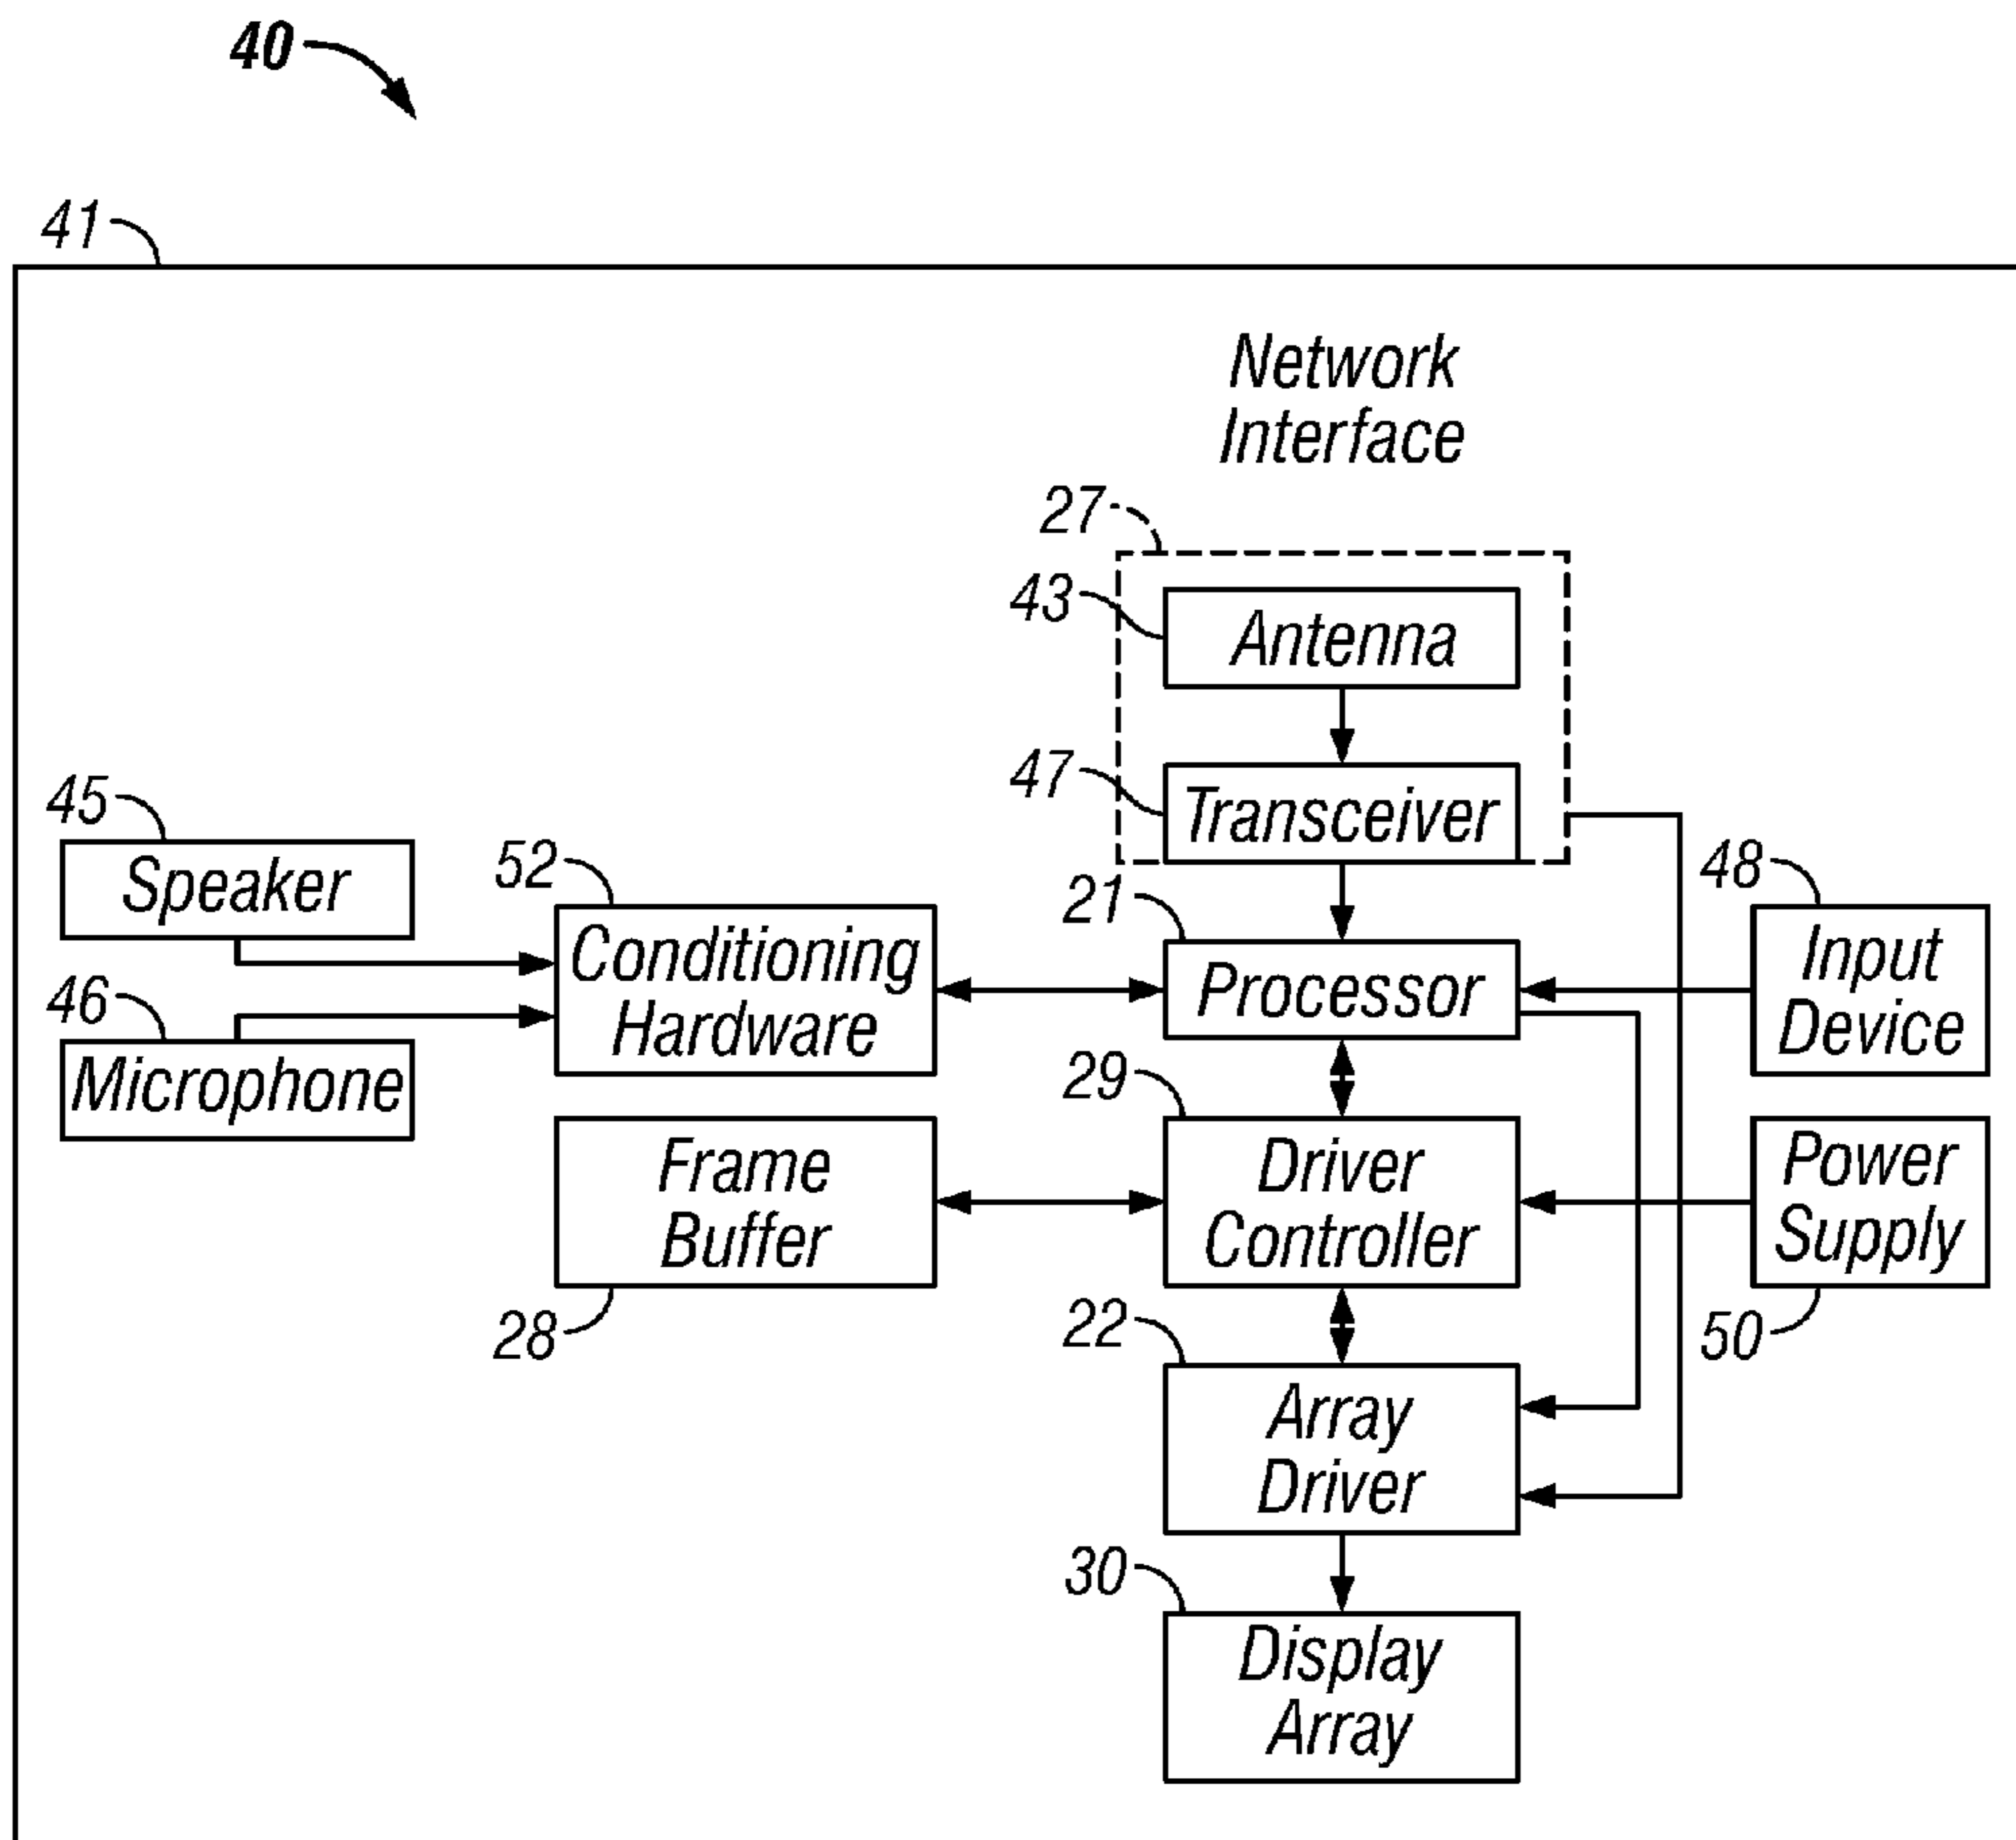 40
41
Network
Interface
27
43
Antenna
47
Transceiver
45
Speaker
52
Conditioning
Hardware
21
Processor
48
Input
Device
46
Microphone
29
Driver
Controller
Frame
Buffer
28
Power
Supply
50
22
Array
Driver
30
Display
Array